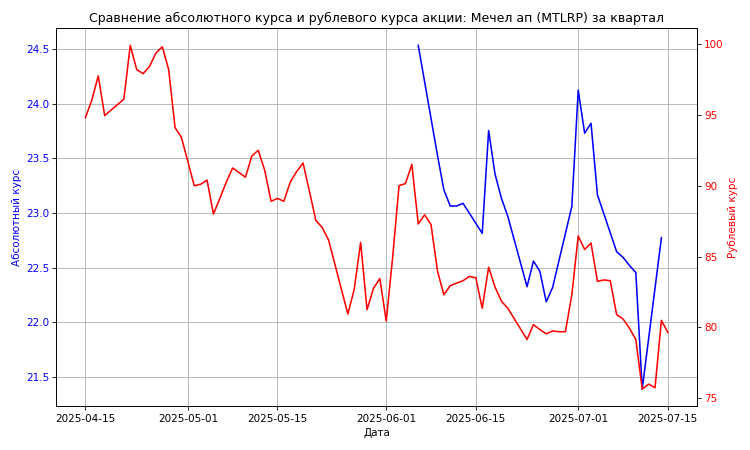 Сравнение абсолютного курса и рублевого курса акции: Мечел ап (MTLRP) за квартал
24.5
24.0
23.5
23.0
22.5
22.0
21.5
Абсолютный курс
100
95
90
85
80
75
Рублевый курс
2025-04-15 2025-05-01 2025-05-15 2025-06-01 2025-06-15 2025-07-01 2025-07-15
Дата